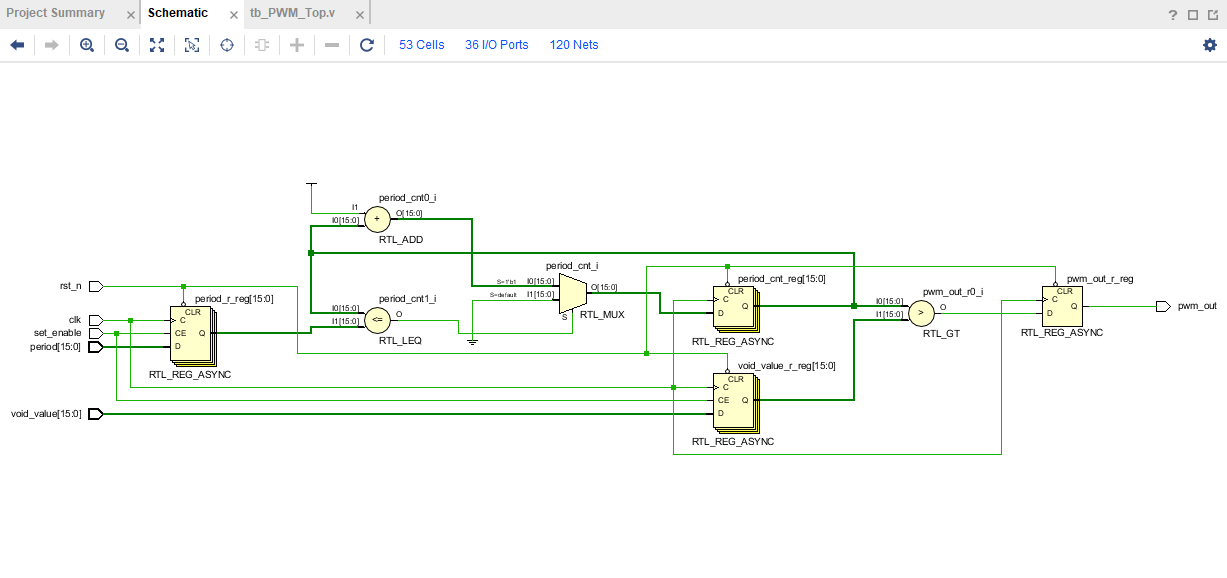 Project Summary × Schematic × tb_PWM_Top.v × ?
53 Cells 36 I/O Ports 120 Nets
period_cnt0_i
I1
I0[15:0] + O[15:0]
RTL_ADD
rst_n
clk
set_enable
period[15:0]
void_value[15:0]
period_r_reg[15:0]
CLR
C
CE Q
D
RTL_REG_ASYNC
period_cnt1_i
I0[15:0]
I1[15:0] <= O
RTL_LEQ
period_cnt_i
S=1'b1 I0[15:0]
S=default I1[15:0] O[15:0]
S
RTL_MUX
period_cnt_reg[15:0]
CLR
C
D Q
RTL_REG_ASYNC
void_value_r_reg[15:0]
CLR
C
CE Q
D
RTL_REG_ASYNC
pwm_out_r0_i
I0[15:0]
I1[15:0] > O
RTL_GT
pwm_out_r_reg
CLR
C
D Q
RTL_REG_ASYNC
pwm_out